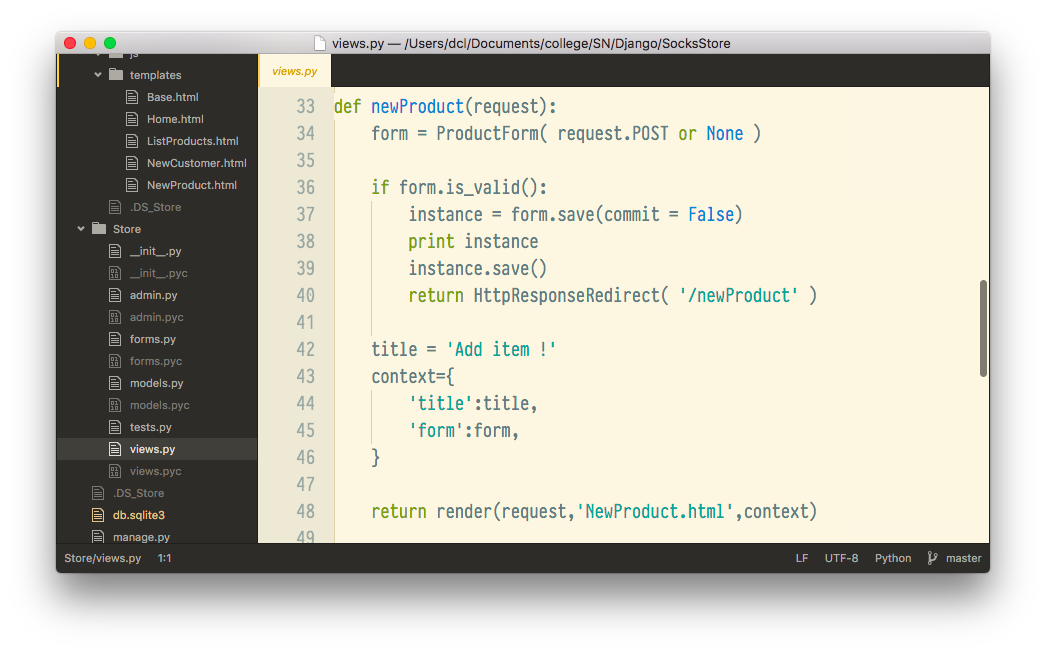 views.py — /Users/dcl/Documents/college/SN/Django/SocksStore
js
templates
Base.html
Home.html
ListProducts.html
NewCustomer.html
NewProduct.html
.DS_Store
Store
__init__.py
__init__.pyc
admin.py
admin.pyc
forms.py
forms.pyc
models.py
models.pyc
tests.py
views.py
views.pyc
.DS_Store
db.sqlite3
manage.py
views.py
33 def newProduct(request):
34     form = ProductForm( request.POST or None )
35
36     if form.is_valid():
37         instance = form.save(commit = False)
38         print instance
39         instance.save()
40         return HttpResponseRedirect( '/newProduct' )
41
42     title = 'Add item !'
43     context={
44         'title':title,
45         'form':form,
46     }
47
48     return render(request,'NewProduct.html',context)
49
Store/views.py 1:1 LF UTF-8 Python master